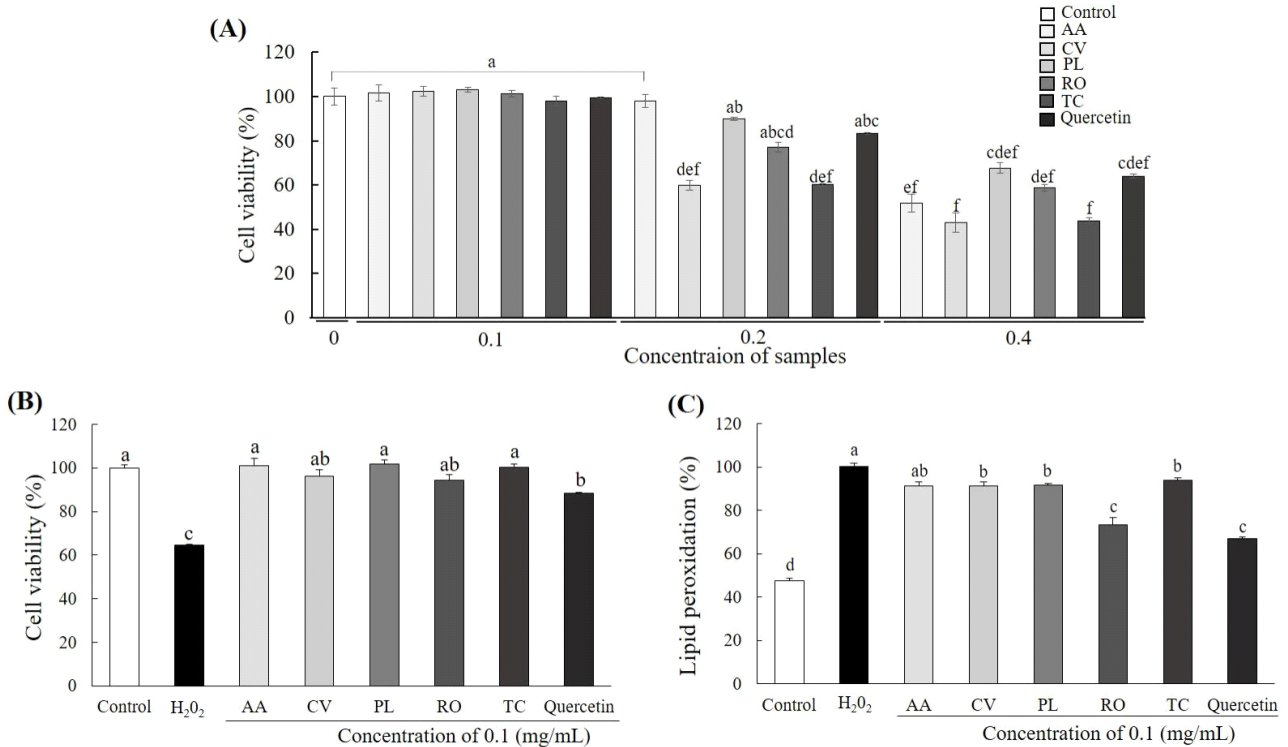 (A)
Control
AA
CV
PL
RO
TC
Quercetin
Cell viability (%)
120
100
80
60
40
20
0
a
def
ab
abcd
def
abc
ef
f
cdef
def
f
cdef
0
0.1
0.2
0.4
Concentraion of samples
(B)
Cell viability (%)
120
100
80
60
40
20
0
a
c
a
ab
a
ab
a
b
Control
H₂0₂
AA
CV
PL
RO
TC
Quercetin
Concentration of 0.1 (mg/mL)
(C)
Lipid peroxidation (%)
120
100
80
60
40
20
0
d
a
ab
b
b
c
b
c
Control
H₂0₂
AA
CV
PL
RO
TC
Quercetin
Concentration of 0.1 (mg/mL)